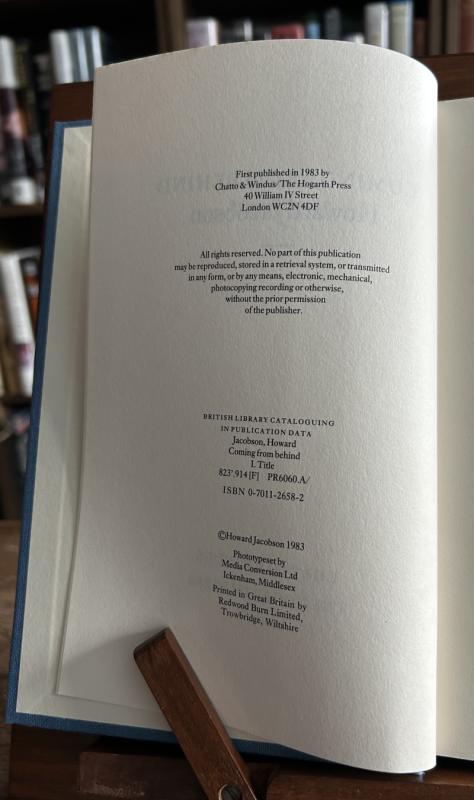 First published in 1983 by
Chatto & Windus/The Hogarth Press
40 William IV Street
London WC2N 4DF
All rights reserved. No part of this publication
may be reproduced, stored in a retrieval system, or transmitted
in any form, or by any means, electronic, mechanical,
photocopying recording or otherwise,
without the prior permission
of the publisher.
BRITISH LIBRARY CATALOGUING
IN PUBLICATION DATA
Jacobson, Howard
Coming from behind
I. Title
823'.914[F] PR6060.A/
ISBN 0-7011-2658-2
©Howard Jacobson 1983
Phototypeset by
Media Conversion Ltd
Ickenham, Middlesex
Printed in Great Britain by
Redwood Burn Limited,
Trowbridge, Wiltshire